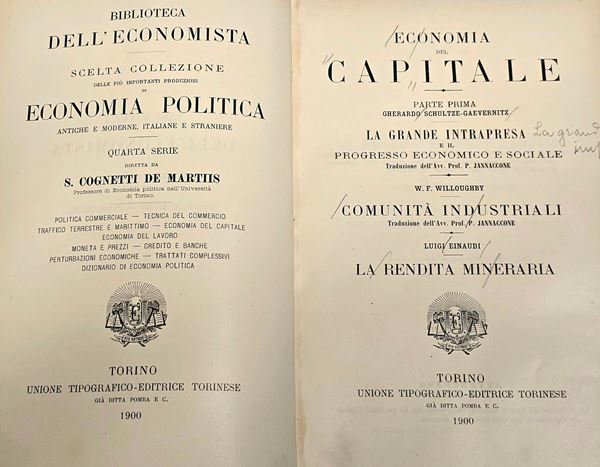 BIBLIOTECA
DELL'ECONOMISTA
SCELTA COLLEZIONE
DELLE PIÙ IMPORTANTI PRODUZIONI
DI
ECONOMIA POLITICA
ANTICHE E MODERNE, ITALIANE E STRANIERE
QUARTA SERIE
DIRETTA DA
S. COGNETTI DE MARTIIS
Professore di Economia politica nell'Università
di Torino.
POLITICA COMMERCIALE — TECNICA DEL COMMERCIO
TRAFFICO TERRESTRE E MARITTIMO — ECONOMIA DEL CAPITALE
ECONOMIA DEL LAVORO
MONETA E PREZZI — CREDITO E BANCHE
PERTURBAZIONI ECONOMICHE — TRATTATI COMPLESSIVI
DIZIONARIO DI ECONOMIA POLITICA
TORINO
UNIONE TIPOGRAFICO-EDITRICE TORINESE
GIÀ DITTA POMBA E C.
1900
ECONOMIA
DEL
CAPITALE
PARTE PRIMA
GHERARDO SCHULTZE-GAEVERNITZ
LA GRANDE INTRAPRESA
E IL
PROGRESSO ECONOMICO E SOCIALE
Traduzione dell'Avv. Prof. P. JANNACCONE
La grand
W. F. WILLOUGHBY
COMUNITÀ INDUSTRIALI
Traduzione dell'Avv. Prof. P. JANNACCONE
LUIGI EINAUDI
LA RENDITA MINERARIA
TORINO
UNIONE TIPOGRAFICO-EDITRICE TORINESE
GIÀ DITTA POMBA E C.
1900